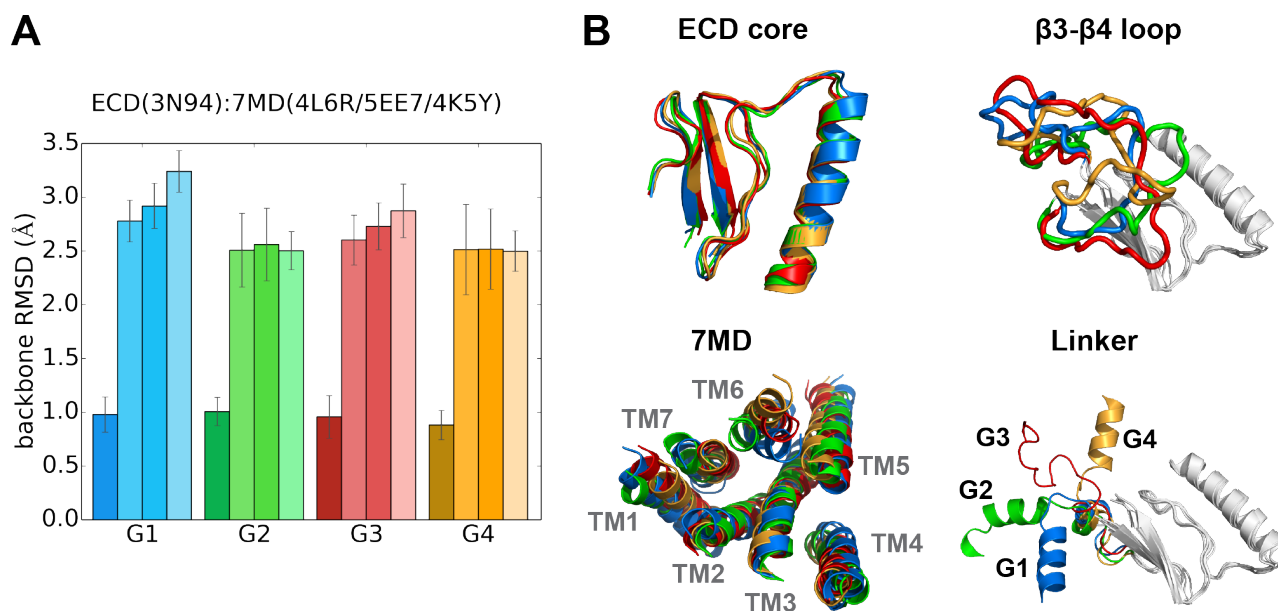 A
ECD(3N94):7MD(4L6R/5EE7/4K5Y)
backbone RMSD (Å)
3.5
3.0
2.5
2.0
1.5
1.0
0.5
0.0
G1 G2 G3 G4
B
ECD core
β3-β4 loop
7MD
TM6
TM7
TM5
TM1
TM4
TM2
TM3
Linker
G4
G3
G2
G1